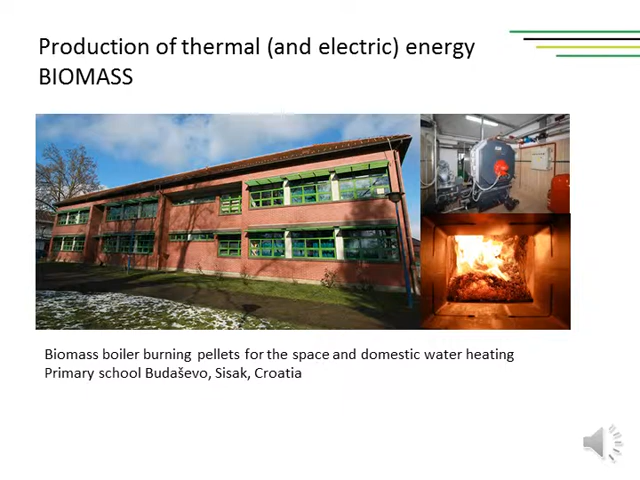 Production of thermal (and electric) energy
BIOMASS
Biomass boiler burning pellets for the space and domestic water heating
Primary school Budaševo, Sisak, Croatia